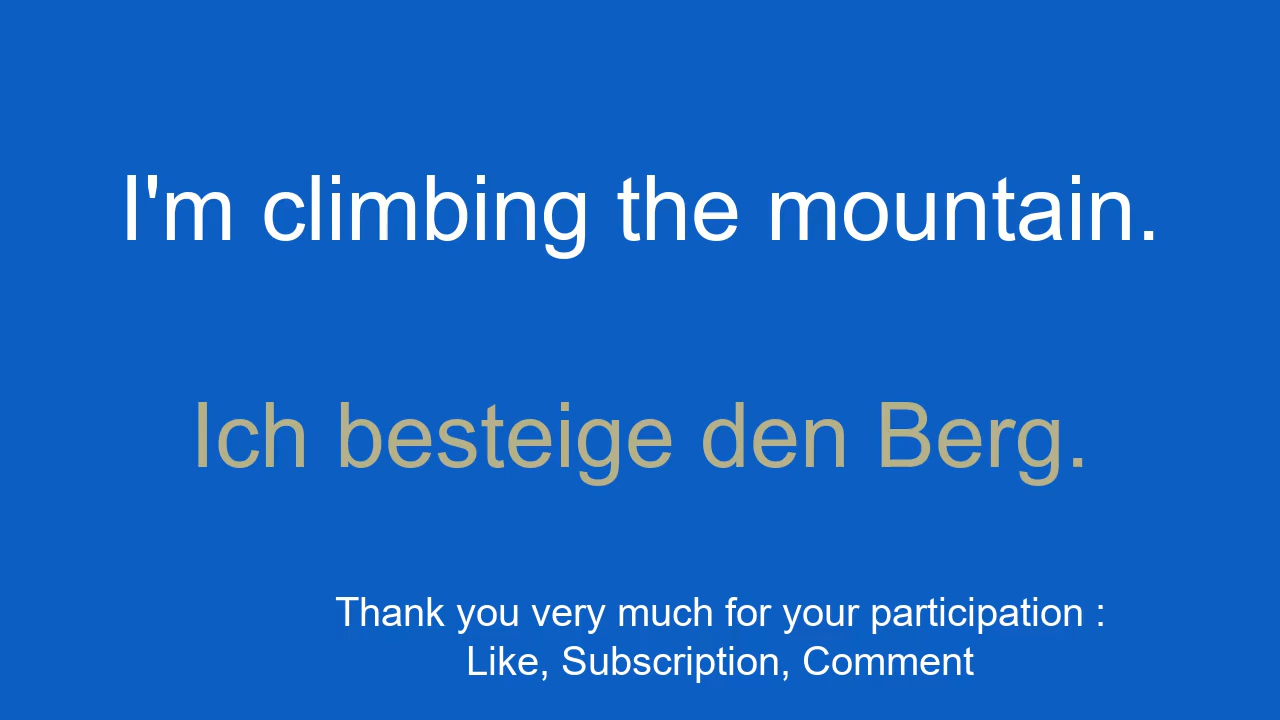 I'm climbing the mountain.
Ich besteige den Berg.
Thank you very much for your participation :
Like, Subscription, Comment